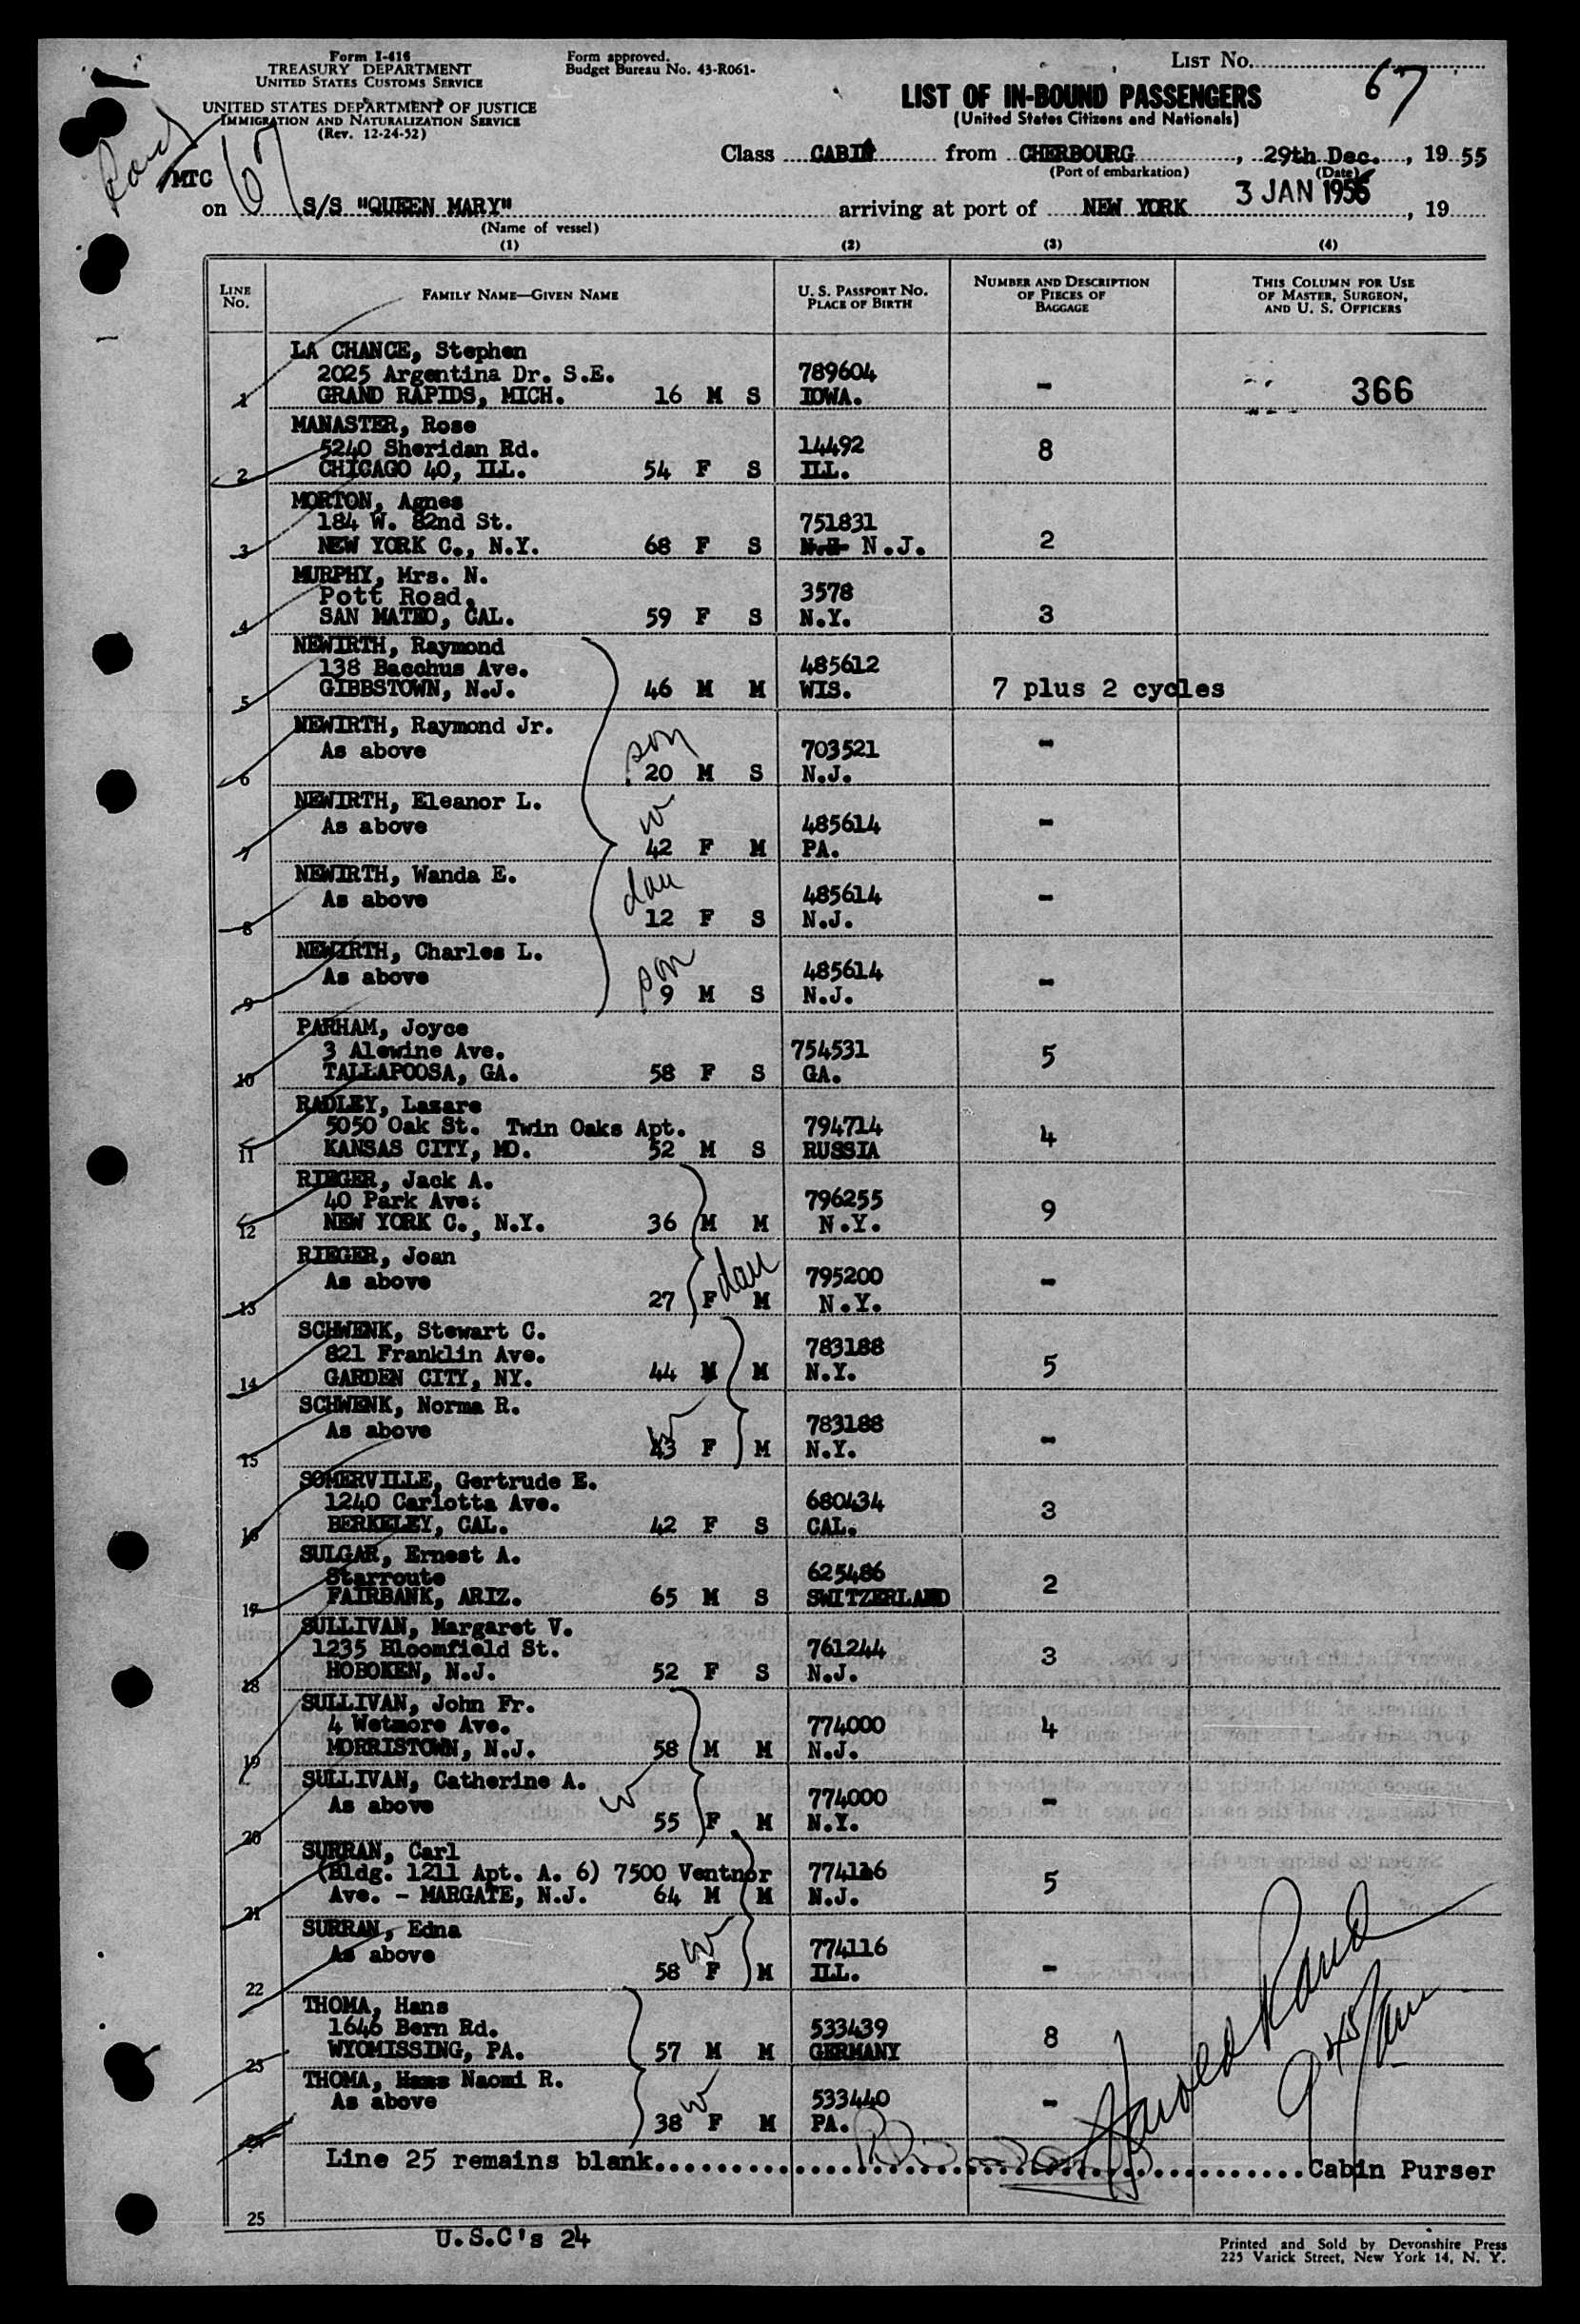 Form I-416
TREASURY DEPARTMENT
UNITED STATES CUSTOMS SERVICE
UNITED STATES DEPARTMENT OF JUSTICE
IMMIGRATION AND NATURALIZATION SERVICE
(Rev. 12-24-52)
Form approved.
Budget Bureau No. 43-R061-
LIST No.
67
LIST OF IN-BOUND PASSENGERS
(United States Citizens and Nationals)
Class CABIN from CHERBOURG, 29th Dec., 19 55
(Port of embarkation) (Date)
MTC
67
on S/S "QUEEN MARY" arriving at port of NEW YORK 3 JAN 1956, 19
(Name of vessel)
(1) (2) (3) (4)
LINE No. FAMILY NAME—GIVEN NAME U. S. PASSPORT NO. PLACE OF BIRTH NUMBER AND DESCRIPTION OF PIECES OF BAGGAGE THIS COLUMN FOR USE OF MASTER, SURGEON, AND U. S. OFFICERS
LA CHANCE, Stephen
2025 Argentina Dr. S.E. 789604
1 GRAND RAPIDS, MICH. 16 M S IOWA. - 366
MANASTER, Rose
5240 Sheridan Rd. 14492 8
2 CHICAGO 40, ILL. 54 F S ILL.
MORTON, Agnes
184 W. 82nd St. 751831
3 NEW YORK C., N.Y. 68 F S N.J. 2
MURPHY, Mrs. N.
Pott Road, 3578
4 SAN MATEO, CAL. 59 F S N.Y. 3
NEWIRTH, Raymond
138 Bacchus Ave. 485612
5 GIBBSTOWN, N.J. 46 M M WIS. 7 plus 2 cycles
NEWIRTH, Raymond Jr.
As above son 703521 -
6 20 M S N.J.
NEWIRTH, Eleanor L.
As above w 485614 -
7 42 F M PA.
NEWIRTH, Wanda E.
As above dau 485614 -
8 12 F S N.J.
NEWIRTH, Charles L.
As above son 485614 -
9 9 M S N.J.
PARHAM, Joyce
3 Alewine Ave. 754531 5
10 TALLAPOOSA, GA. 58 F S GA.
RADLEY, Lazare
5050 Oak St. Twin Oaks Apt. 794714 4
11 KANSAS CITY, MO. 52 M S RUSSIA
RIEGER, Jack A.
40 Park Ave. 796255 9
12 NEW YORK C., N.Y. 36 M M N.Y.
RIEGER, Joan
As above dau 795200 -
13 27 F M N.Y.
SCHWENK, Stewart C.
821 Franklin Ave. 783188
14 GARDEN CITY, NY. 44 M M N.Y. 5
SCHWENK, Norma R.
As above w 783188 -
15 43 F M N.Y.
SOMERVILLE, Gertrude E.
1240 Carlotta Ave. 680434 3
16 BERKELEY, CAL. 42 F S CAL.
SULGAR, Ernest A.
Starroute 625486 2
17 FAIRBANK, ARIZ. 65 M S SWITZERLAND
SULLIVAN, Margaret V.
1235 Bloomfield St. 761244 3
18 HOBOKEN, N.J. 52 F S N.J.
SULLIVAN, John Fr.
4 Wetmore Ave. 774000 4
19 MORRISTOWN, N.J. 58 M M N.J.
SULLIVAN, Catherine A.
As above w 774000 -
20 55 F M N.Y.
SURRAN, Carl
(Bldg. 1211 Apt. A. 6) 7500 Ventnor 774116 5
21 Ave. - MARGATE, N.J. 64 M M N.J.
SURRAN, Edna
As above w 774116 -
22 58 F M ILL.
THOMA, Hans
1646 Bern Rd. 533439 8
23 WYOMISSING, PA. 57 M M GERMANY
THOMA, Hans Naomi R.
As above w 533440 -
24 38 F M PA.
Harold Rand
945/am
Line 25 remains blank..........Cabin Purser
25
U.S.C's 24
Printed and Sold by Devonshire Press
225 Varick Street, New York 14, N. Y.